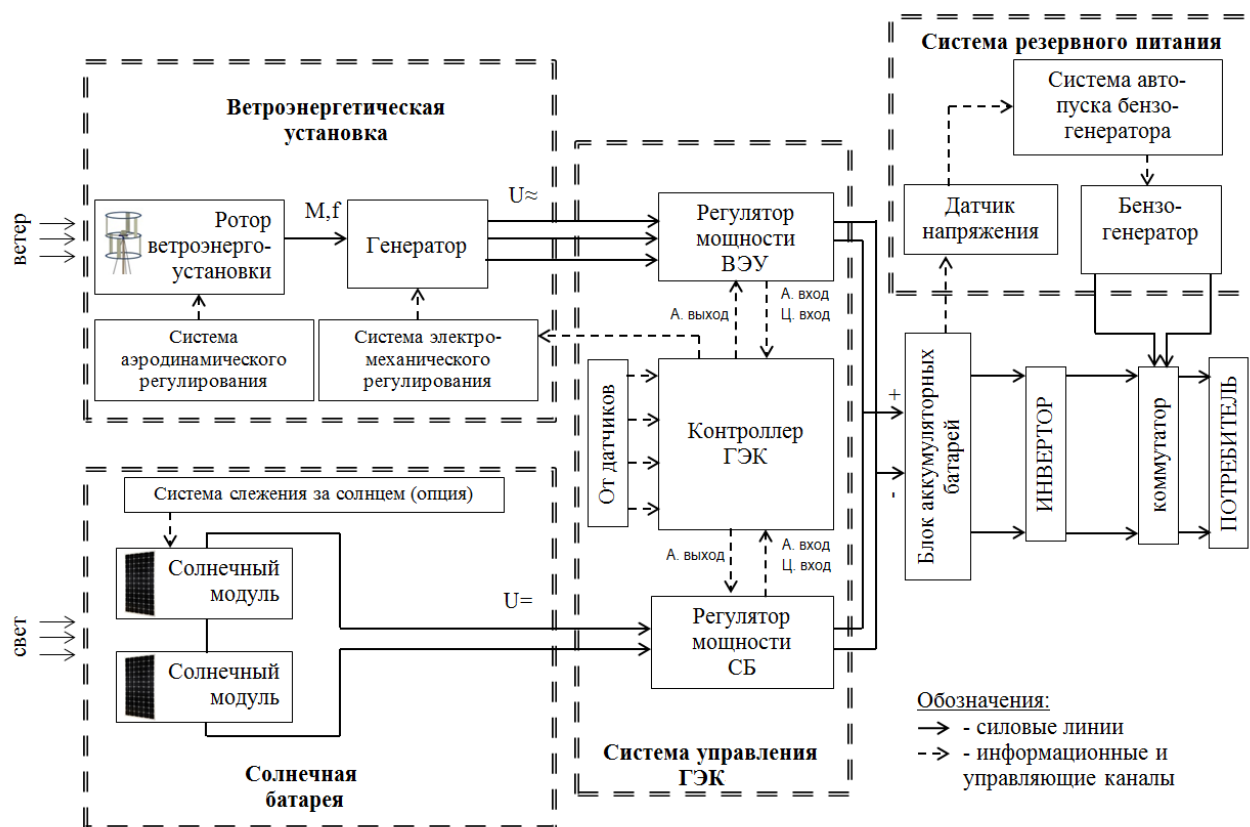 Система резервного питания
Система авто-
пуска бензо-
генератора
Датчик
напряжения
Бензо-
генератор
Ветроэнергетическая
установка
ветер
Ротор
ветроэнерго-
установки
M,f
Генератор
U≈
Система
аэродинамического
регулирования
Система электро-
механического
регулирования
Регулятор
мощности
ВЭУ
А. выход
А. вход
Ц. вход
От датчиков
Контроллер
ГЭК
А. выход
А. вход
Ц. вход
Регулятор
мощности
СБ
Система управления
ГЭК
+
-
Блок аккумуляторных
батарей
ИНВЕРТОР
коммутатор
ПОТРЕБИТЕЛЬ
Система слежения за солнцем (опция)
свет
Солнечный
модуль
Солнечный
модуль
U=
Солнечная
батарея
Обозначения:
- силовые линии
- информационные и
управляющие каналы